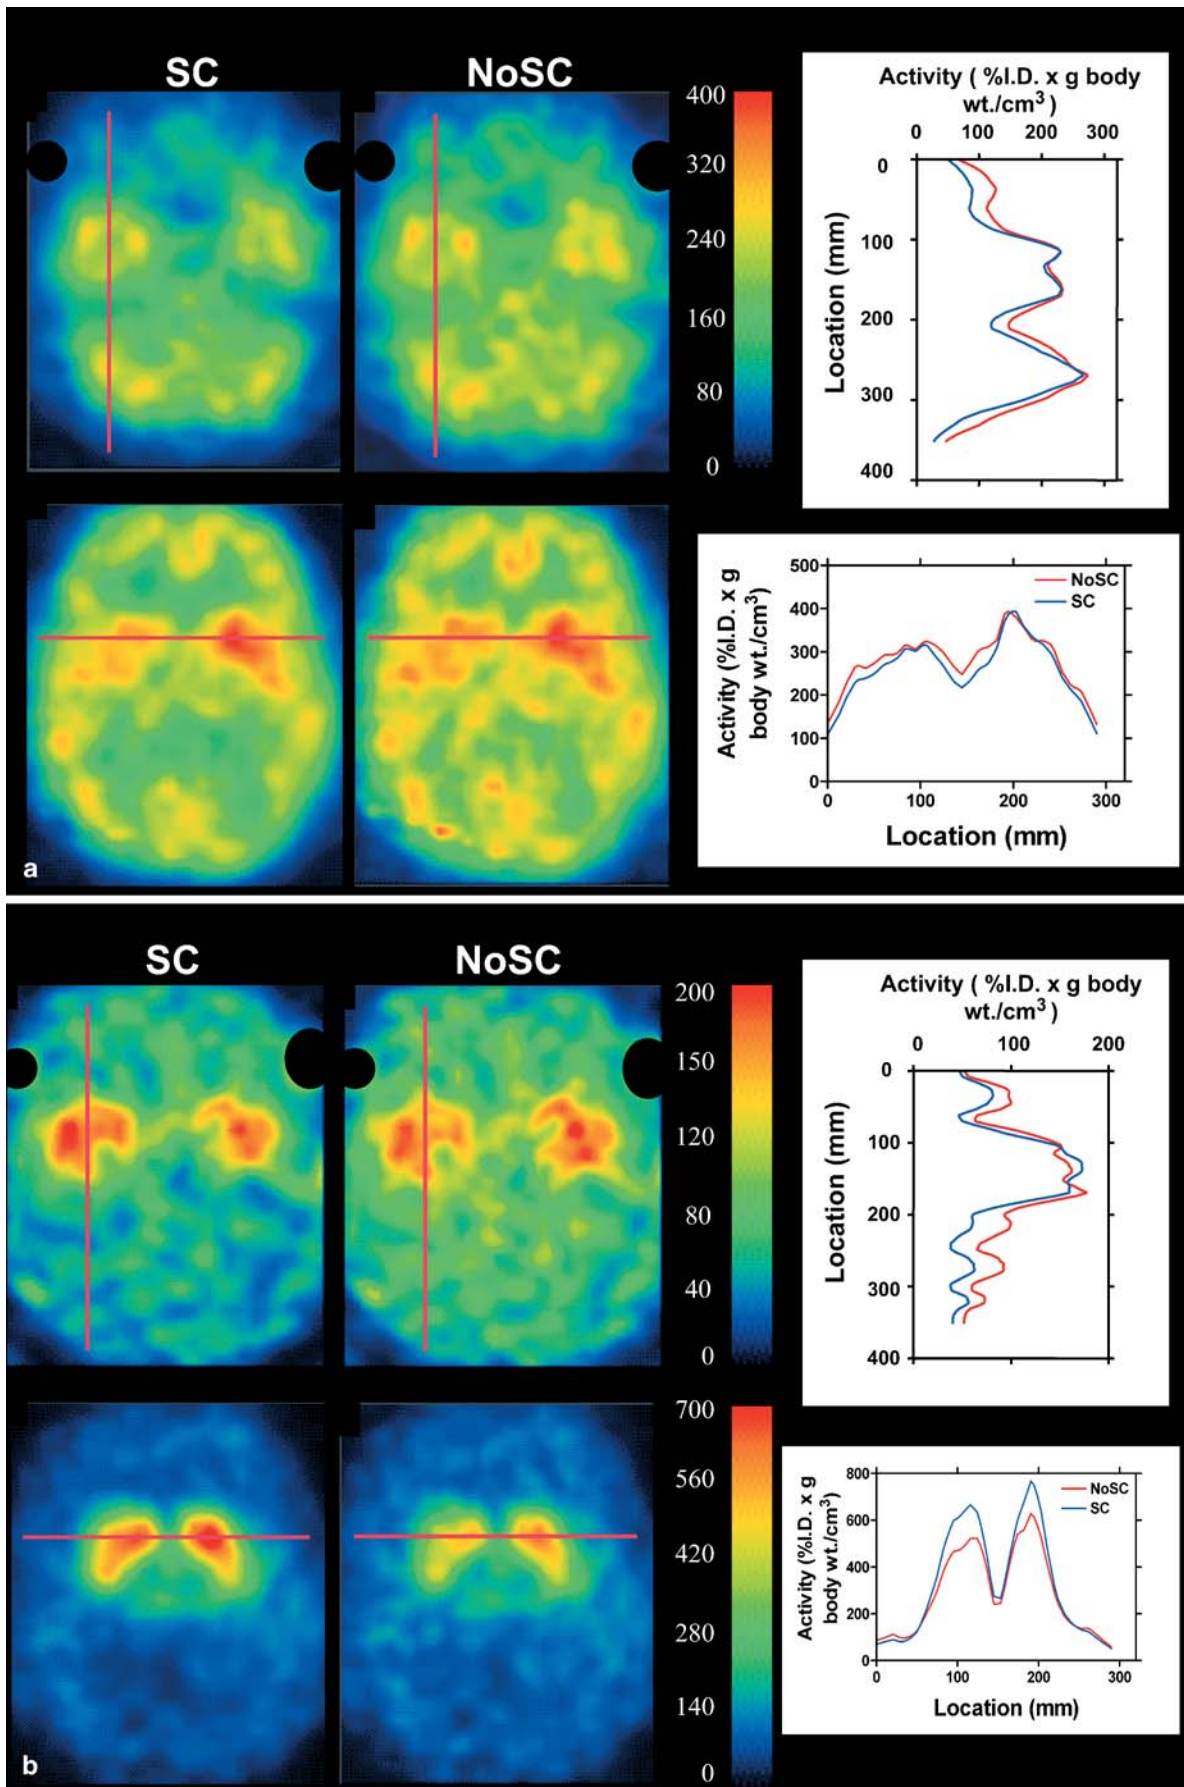 SC
NoSC
400
320
240
160
80
0
Activity ( %I.D. x g body
wt./cm3 )
0 100 200 300
0
100
200
300
400
Location (mm)
Activity (%I.D. x g
body wt./cm3)
500
400
300
200
100
0
NoSC
SC
0 100 200 300
Location (mm)
a
SC
NoSC
200
150
120
80
40
0
Activity ( %I.D. x g body
wt./cm3 )
0 100 200
0
100
200
300
400
Location (mm)
700
560
420
280
140
0
Activity (%I.D. x g
body wt./cm3)
800
600
400
200
0
NoSC
SC
0 100 200 300
Location (mm)
b